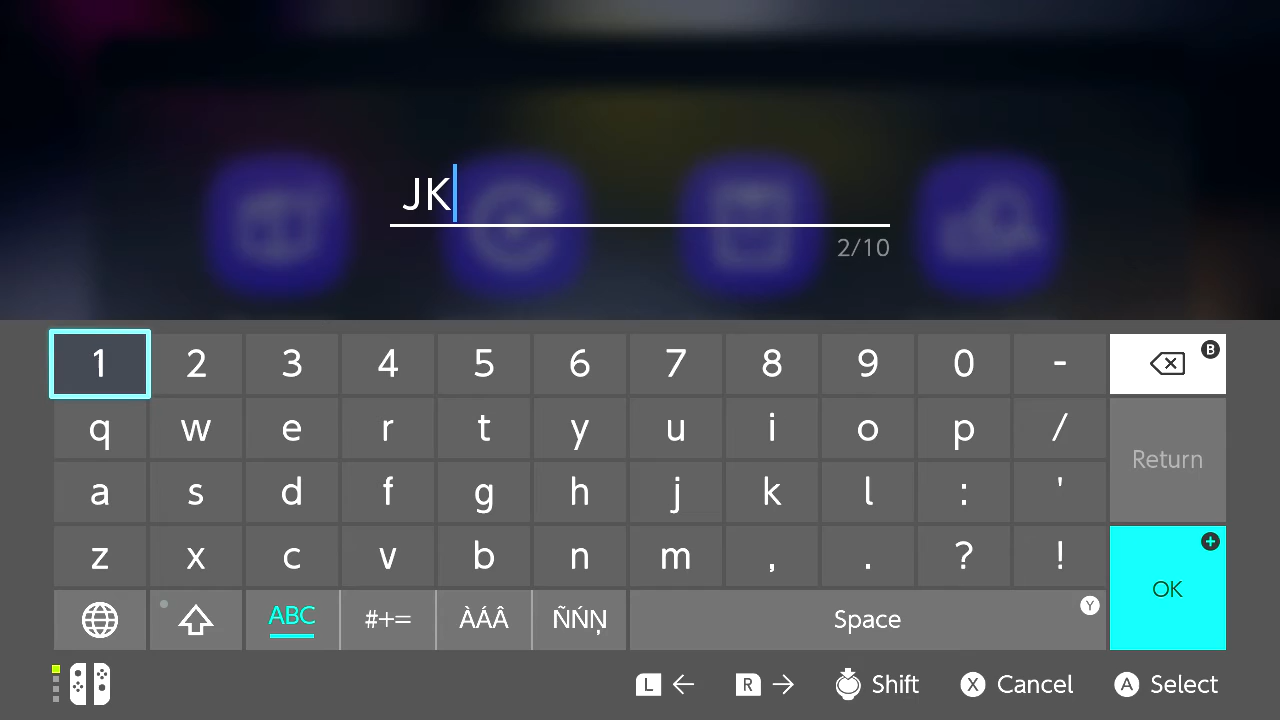 JK
2/10
1 2 3 4 5 6 7 8 9 0 - B
q w e r t y u i o p / Return
a s d f g h j k l : '
z x c v b n m , . ? ! + OK
ABC #+= ÀÁÂ ÑŃŅ Space Y
L ← R → Shift X Cancel A Select